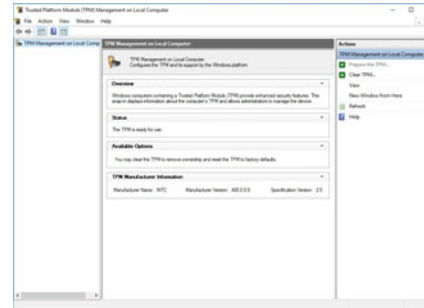 Trusted Platform Module (TPM) Management on Local Computer
File Action View Window Help
TPM Management on Local Comp
TPM Management on Local Computer
TPM Management on Local Computer
Configures the TPM and its support by the Windows platform
Overview
Windows computers containing a Trusted Platform Module (TPM) provide enhanced security features. This
snap-in displays information about the computer's TPM and allows administrators to manage the device.
Status
The TPM is ready for use.
Available Options
You may clear the TPM to remove ownership and reset the TPM to factory defaults.
TPM Manufacturer Information
Manufacturer Name: INTC Manufacturer Version: Specification Version: 2.0
Actions
TPM Management on Local Computer
Prepare the TPM...
Clear TPM...
View
New Window from Here
Refresh
Help